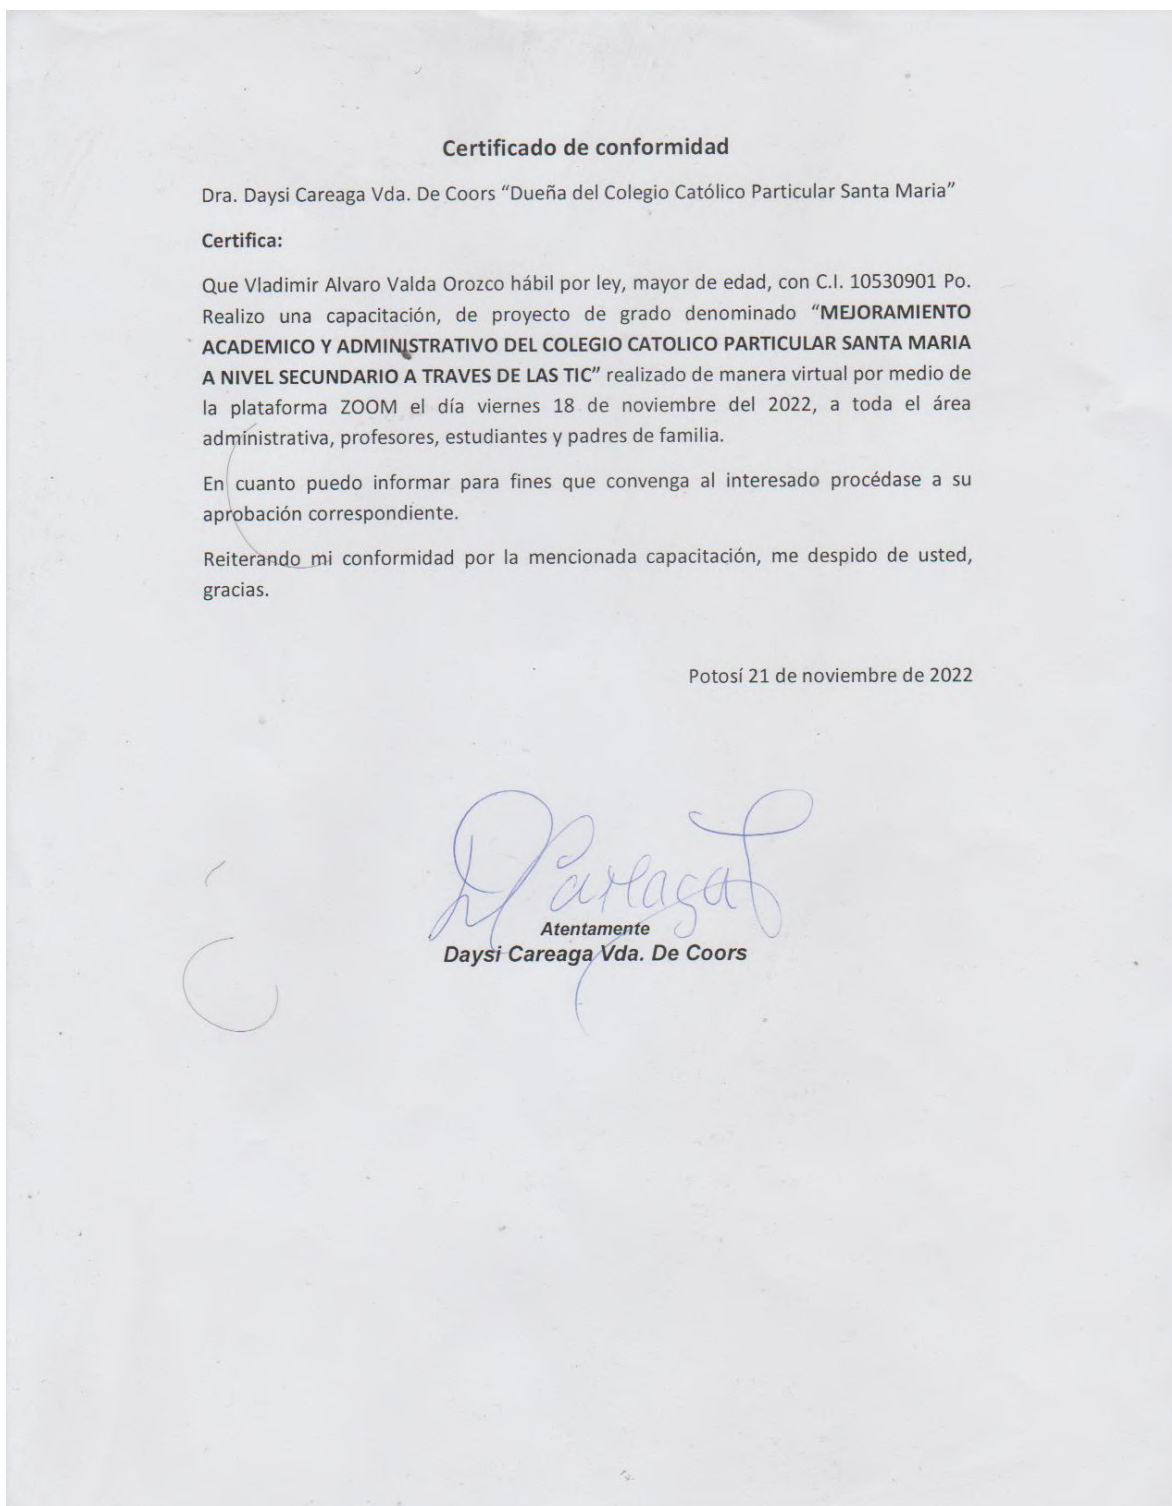 Certificado de conformidad
Dra. Daysi Careaga Vda. De Coors “Dueña del Colegio Católico Particular Santa Maria”
Certifica:
Que Vladimir Alvaro Valda Orozco hábil por ley, mayor de edad, con C.I. 10530901 Po.
Realizo una capacitación, de proyecto de grado denominado “MEJORAMIENTO
ACADEMICO Y ADMINISTRATIVO DEL COLEGIO CATOLICO PARTICULAR SANTA MARIA
A NIVEL SECUNDARIO A TRAVES DE LAS TIC” realizado de manera virtual por medio de
la plataforma ZOOM el día viernes 18 de noviembre del 2022, a toda el área
administrativa, profesores, estudiantes y padres de familia.
En cuanto puedo informar para fines que convenga al interesado procédase a su
aprobación correspondiente.
Reiterando mi conformidad por la mencionada capacitación, me despido de usted,
gracias.
Potosí 21 de noviembre de 2022
Atentamente
Daysi Careaga Vda. De Coors